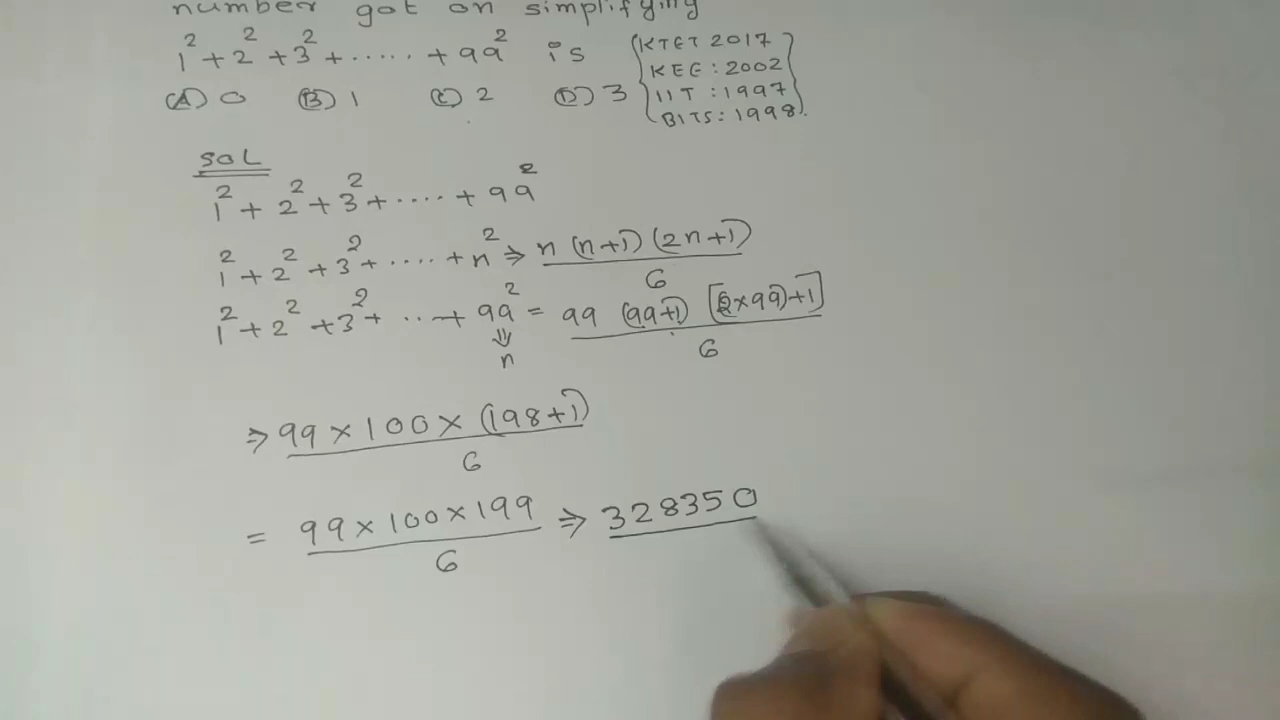 number got on simplifying
1² + 2² + 3² + ..... + 99² is
(A) 0 (B) 1 (C) 2 (D) 3
KTET 2017
KEE : 2002
IIT : 1997
BITS : 1998
SOL
1² + 2² + 3² + ..... + 99²
1² + 2² + 3² + ..... + n² ⇒ n (n+1) (2n+1)
6
1² + 2² + 3² + ... + 99² = 99 (99+1) [(2×99)+1]
6
⇓
n
⇒ 99 × 100 × (198+1)
6
= 99 × 100 × 199 ⇒ 328350
6